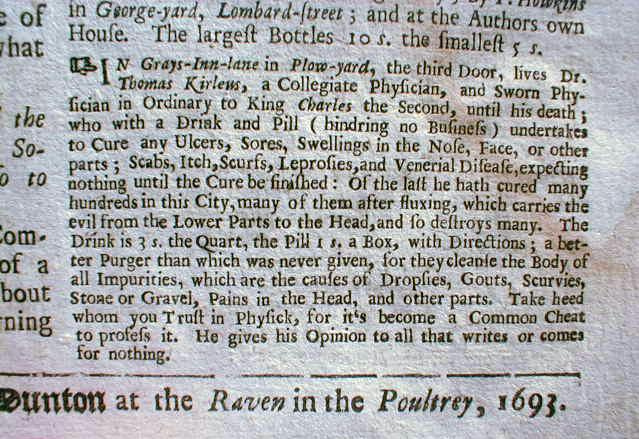 e of
what
the
So-
o to
Com-
of a
bout
rning
in George-yard, Lombard-ſtreet; and at the Authors own
Houſe. The largeſt Bottles 10 s. the ſmalleſt 5 s.
☞ IN Grays-Inn-lane in Plow-yard, the third Door, lives Dr.
Thomas Kirleus, a Collegiate Phyſician, and Sworn Phy-
ſician in Ordinary to King Charles the Second, until his death;
who with a Drink and Pill (hindring no Buſineſs) undertakes
to Cure any Ulcers, Sores, Swellings in the Noſe, Face, or other
parts; Scabs, Itch, Scurfs, Leproſies, and Venerial Diſeaſe, expecting
nothing until the Cure be finiſhed: Of the laſt he hath cured many
hundreds in this City, many of them after fluxing, which carries the
evil from the Lower Parts to the Head, and ſo deſtroys many. The
Drink is 3 s. the Quart, the Pill 1 s. a Box, with Directions; a bet-
ter Purger than which was never given, for they cleanſe the Body of
all Impurities, which are the cauſes of Dropſies, Gouts, Scurvies,
Stone or Gravel, Pains in the Head, and other parts. Take heed
whom you Truſt in Phyſick, for it's become a Common Cheat
to profeſs it. He gives his Opinion to all that writes or comes
for nothing.
Dunton at the Raven in the Poultrey, 1693.